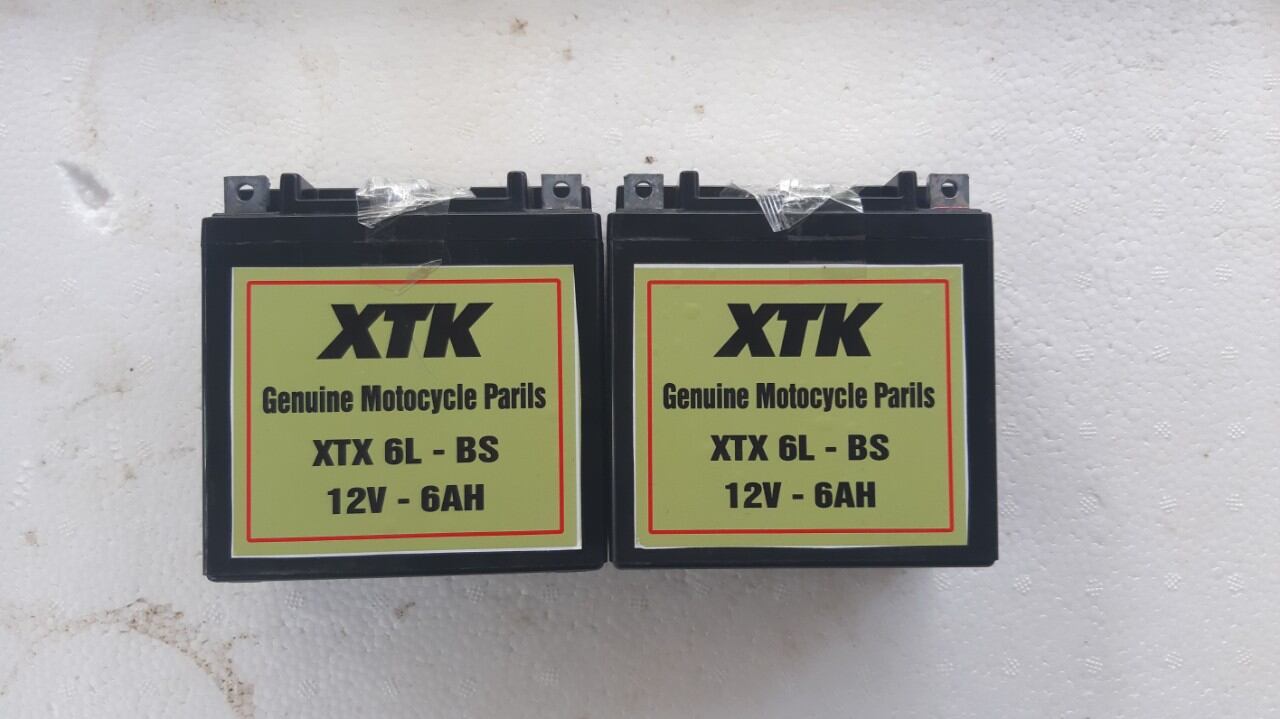 XTK
Genuine Motocycle Parils
XTX 6L - BS
12V - 6AH
XTK
Genuine Motocycle Parils
XTX 6L - BS
12V - 6AH